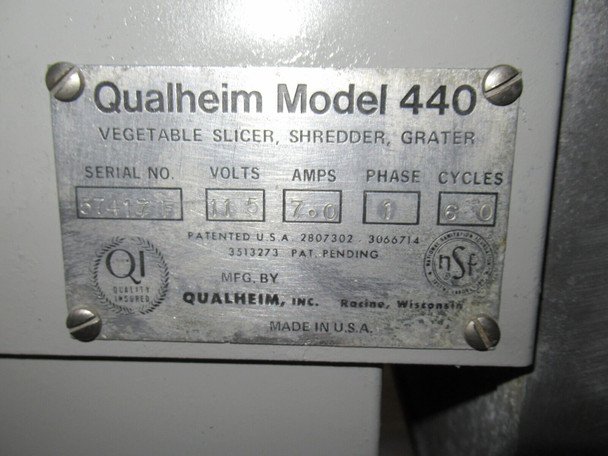 Qualheim Model 440
VEGETABLE SLICER, SHREDDER, GRATER
SERIAL NO. VOLTS AMPS PHASE CYCLES
115 7.0 1 60
PATENTED U.S.A. 2807302 3066714
3513273 PAT. PENDING
QI
QUALITY
INSURED
nsf
MFG. BY
QUALHEIM, INC. Racine, Wisconsin
MADE IN U.S.A.